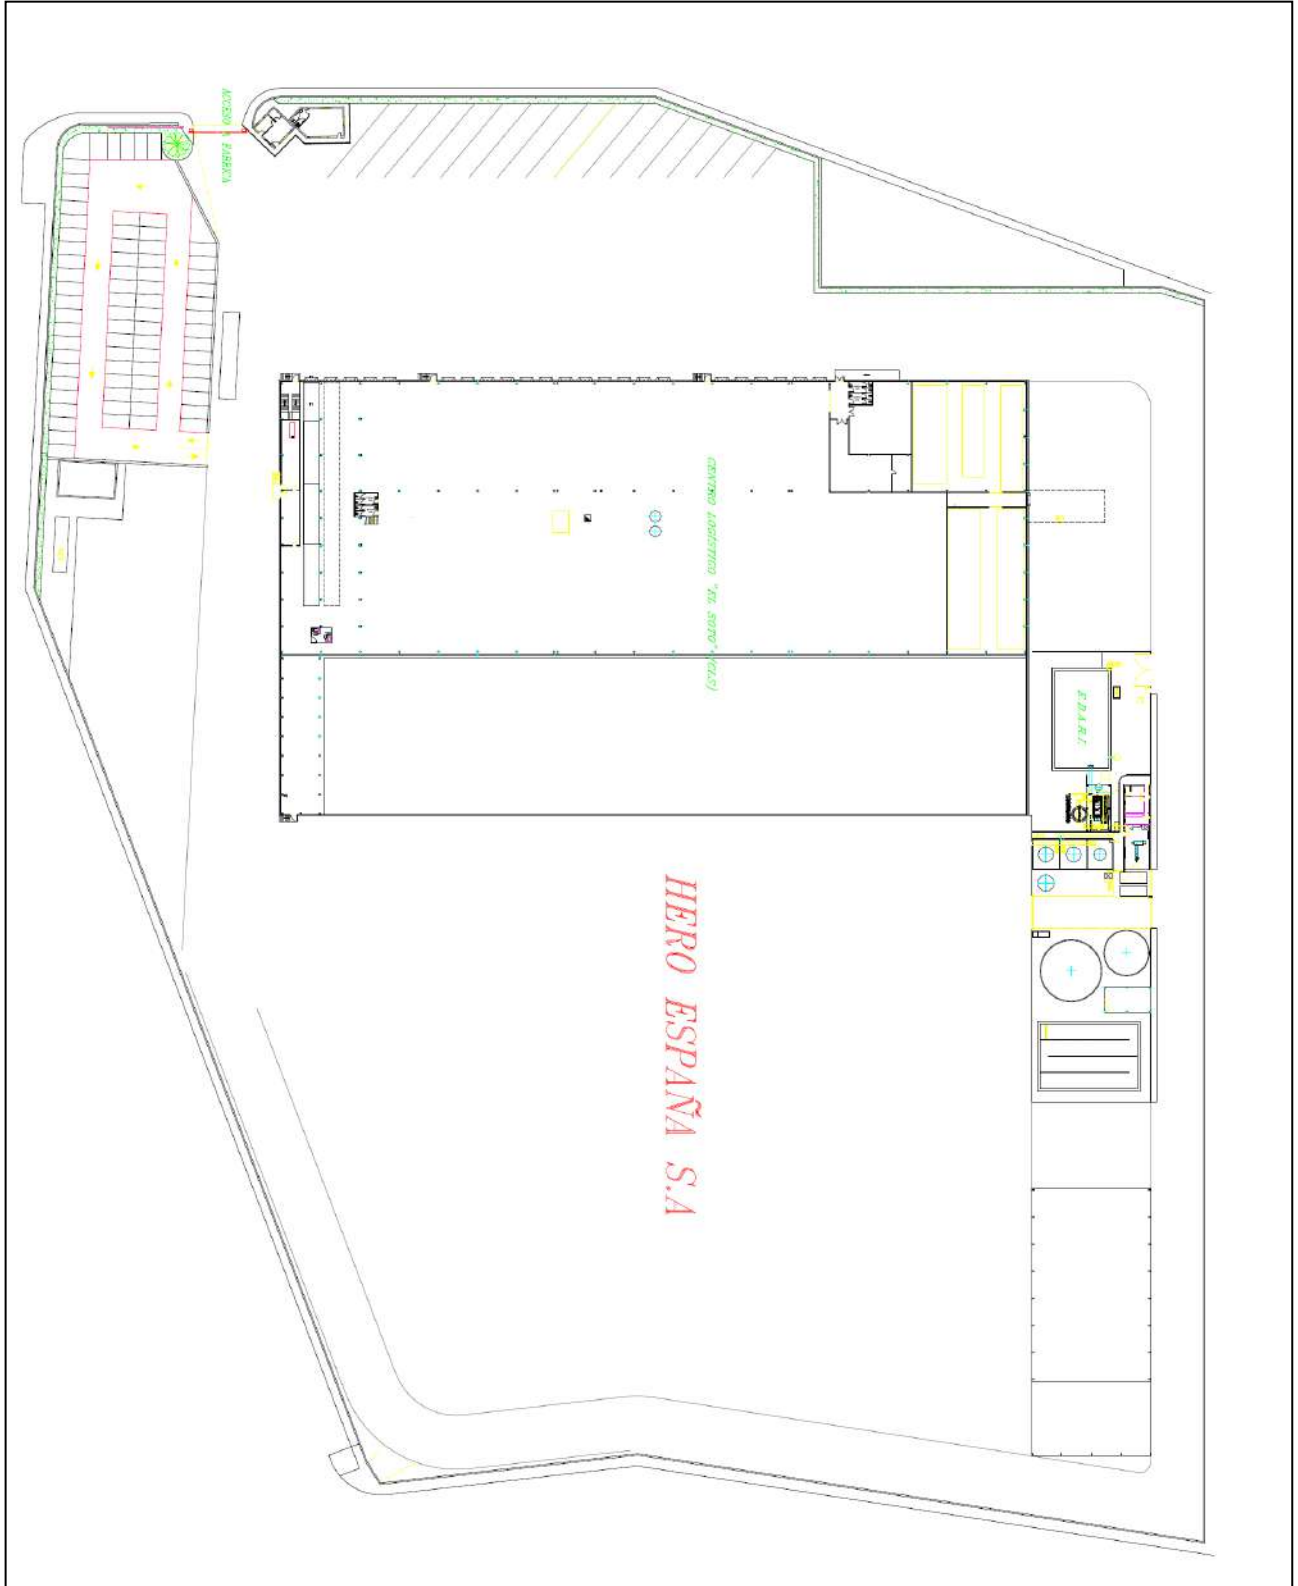 ACCESO A FABRICA
CENTRO LOGISTICO "EL SOTO" (CLS)
E.D.A.R.I.
HERO ESPAÑA S.A